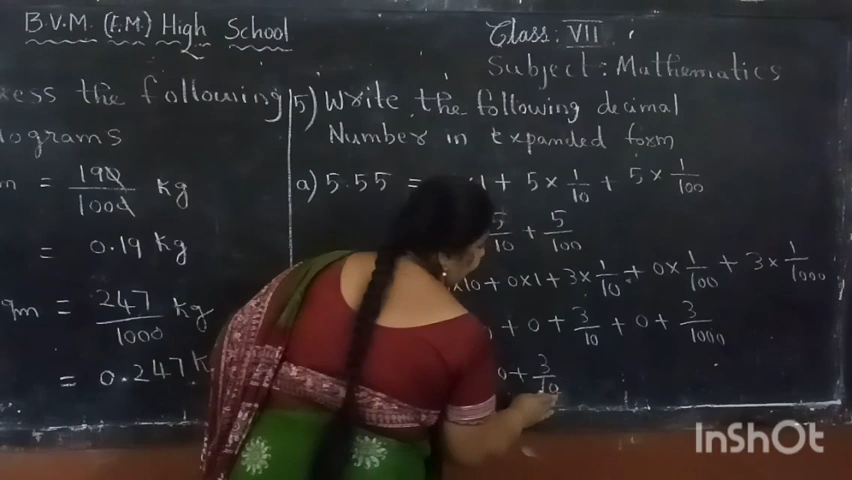 B.V.M. (E.M.) High School
Class: VII
Subject: Mathematics
the following
ograms
= 190/1000 kg
= 0.19 kg
gm = 247/1000 kg
= 0.247 k
5) Write the following decimal
Number in expanded form
a) 5.55 = 1 + 5 × 1/10 + 5 × 1/100
5/10 + 5/100
×10 + 0×1 + 3× 1/10 + 0× 1/100 + 3 × 1/1000
+ 0 + 3/10 + 0 + 3/1000
0 + 3/10
InShOt